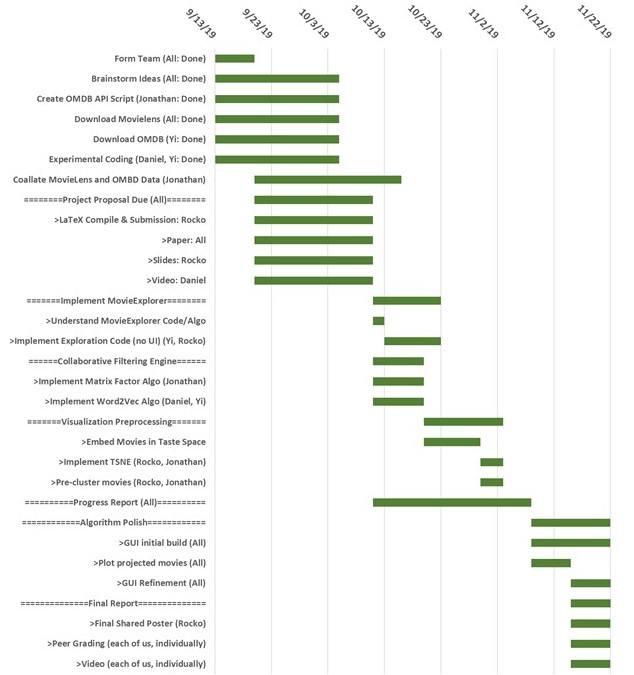 9/13/19
9/23/19
10/3/19
10/13/19
10/23/19
11/2/19
11/12/19
11/22/19
Form Team (All: Done)
Brainstorm Ideas (All: Done)
Create OMDB API Script (Jonathan: Done)
Download Movielens (All: Done)
Download OMDB (Yi: Done)
Experimental Coding (Daniel, Yi: Done)
Coallate MovieLens and OMBD Data (Jonathan)
========Project Proposal Due (All)========
>LaTeX Compile & Submission: Rocko
>Paper: All
>Slides: Rocko
>Video: Daniel
=======Implement MovieExplorer========
>Understand MovieExplorer Code/Algo
>Implement Exploration Code (no UI) (Yi, Rocko)
======Collaborative Filtering Engine======
>Implement Matrix Factor Algo (Jonathan)
>Implement Word2Vec Algo (Daniel, Yi)
=======Visualization Preprocessing=======
>Embed Movies in Taste Space
>Implement TSNE (Rocko, Jonathan)
>Pre-cluster movies (Rocko, Jonathan)
==========Progress Report (All)==========
============Algorithm Polish============
>GUI initial build (All)
>Plot projected movies (All)
>GUI Refinement (All)
==============Final Report==============
>Final Shared Poster (Rocko)
>Peer Grading (each of us, individually)
>Video (each of us, individually)